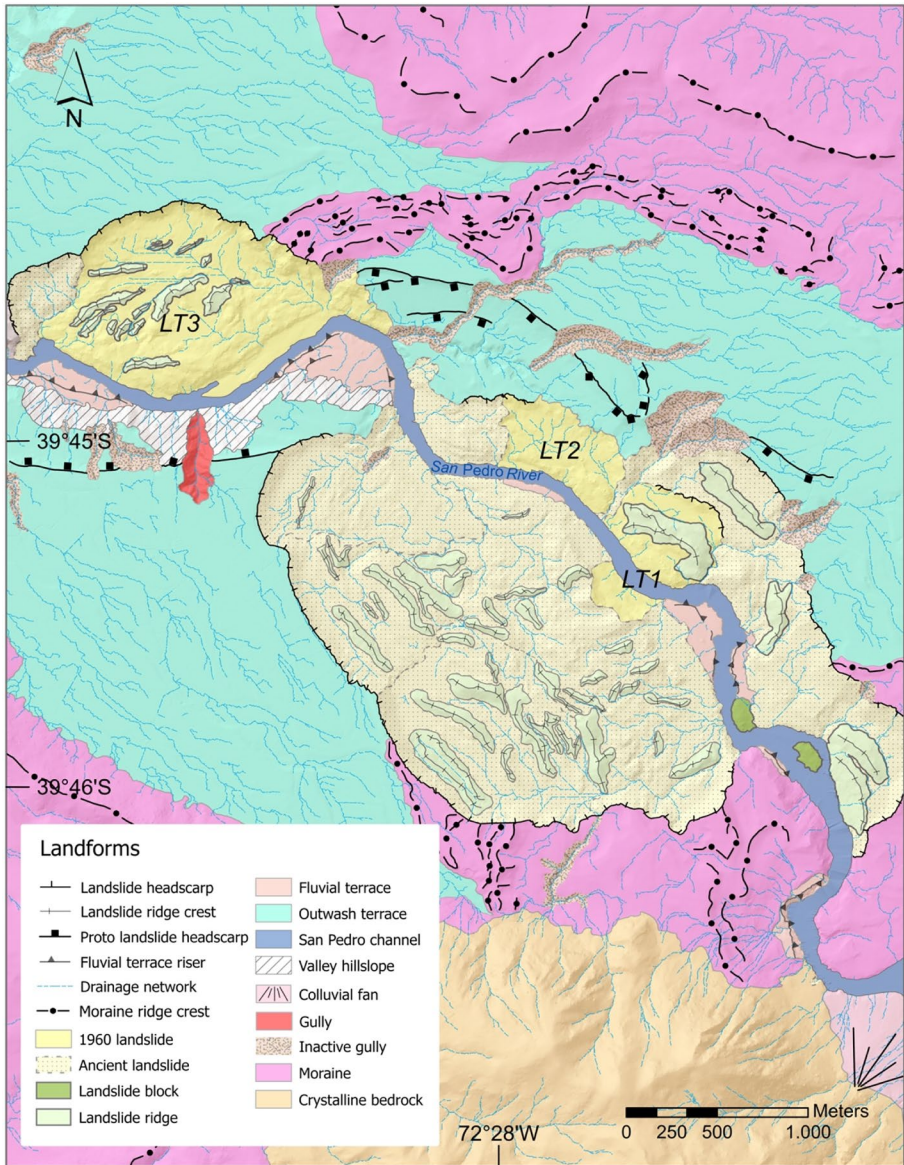 N
LT3
39°45'S
LT2
San Pedro River
LT1
39°46'S
Landforms
Landslide headscarp
Landslide ridge crest
Proto landslide headscarp
Fluvial terrace riser
Drainage network
Moraine ridge crest
1960 landslide
Ancient landslide
Landslide block
Landslide ridge
Fluvial terrace
Outwash terrace
San Pedro channel
Valley hillslope
Colluvial fan
Gully
Inactive gully
Moraine
Crystalline bedrock
72°28'W
Meters
0 250 500 1.000